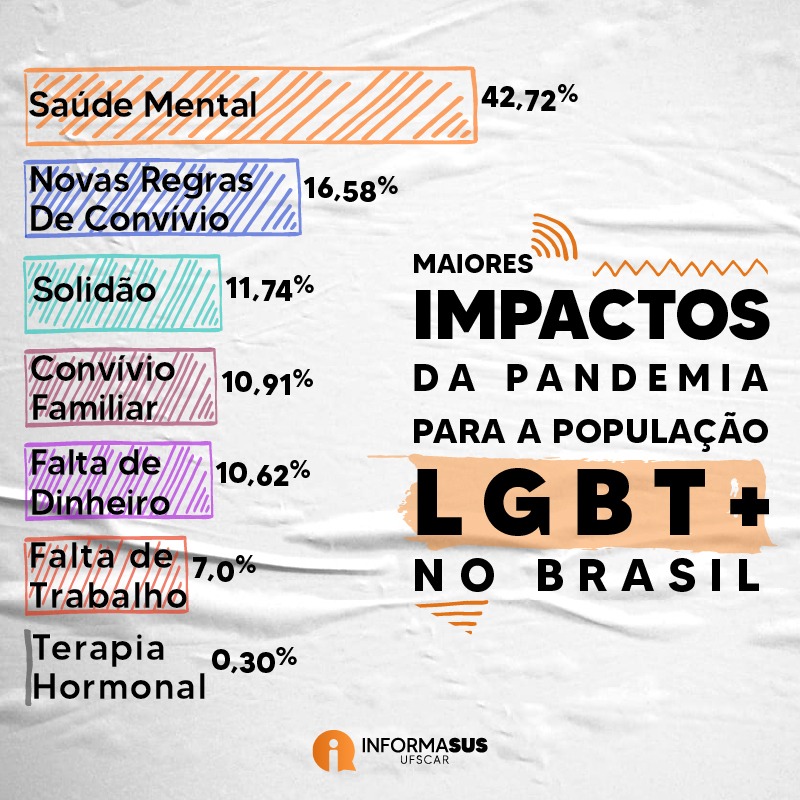 Saúde Mental
42,72%
Novas Regras
De Convívio
16,58%
Solidão
11,74%
Convívio
Familiar
10,91%
Falta de
Dinheiro
10,62%
Falta de
Trabalho
7,0%
Terapia
Hormonal
0,30%
MAIORES
IMPACTOS
DA PANDEMIA
PARA A POPULAÇÃO
LGBT+
NO BRASIL
INFORMASUS
UFSCAR